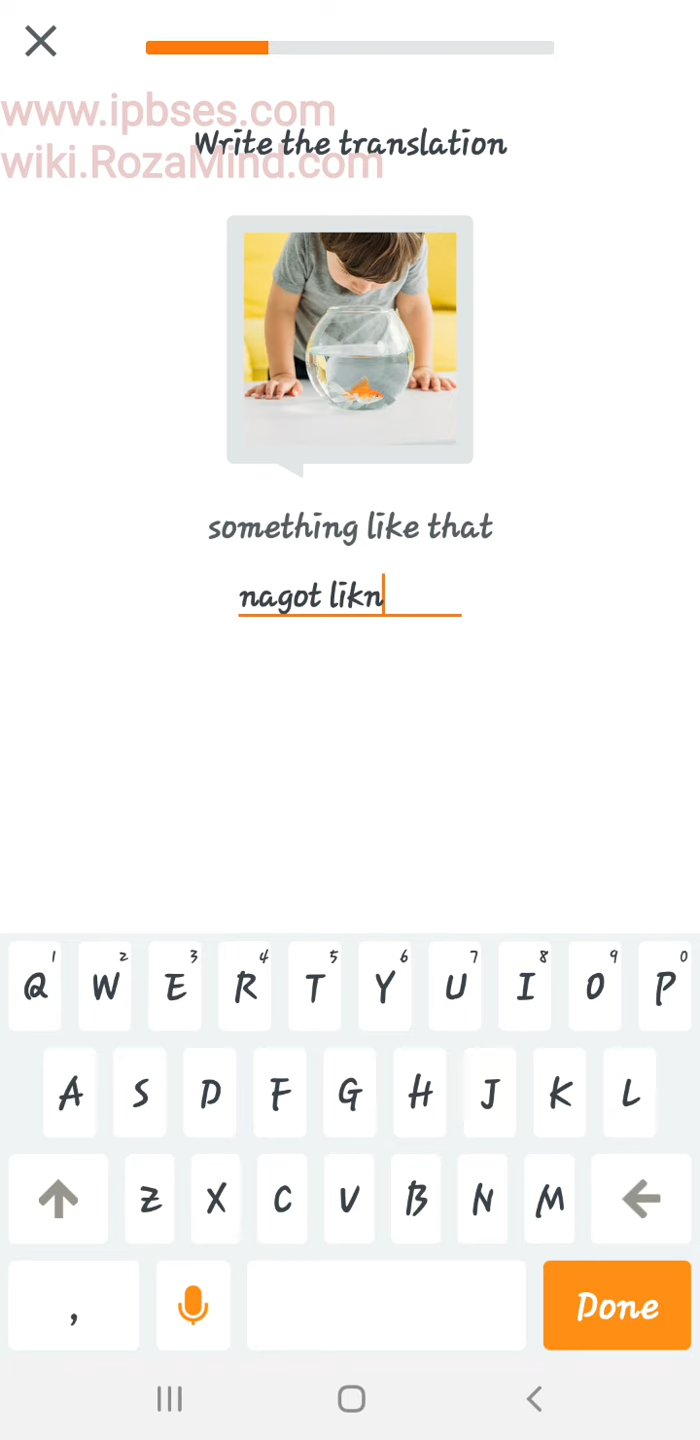 www.ipbses.com
Write the translation
wiki.RozaMind.com
something like that
nagot likn
1 2 3 4 5 6 7 8 9 0
Q W E R T Y U I O P
A S D F G H J K L
Z X C V B N M
, Done